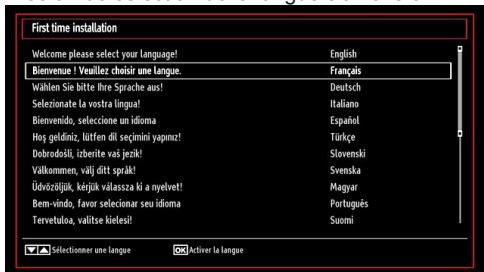 First time installation
Welcome please select your language! English
Bienvenue ! Veuillez choisir une langue. Français
Wählen Sie bitte Ihre Sprache aus! Deutsch
Selezionate la vostra lingua! Italiano
Bienvenido, seleccione un idioma Español
Hoş geldiniz, lütfen dil seçimini yapınız! Türkçe
Dobrodošli, izberite vaš jezik! Slovenski
Välkommen, välj ditt språk! Svenska
Üdvözöljük, kérjük válassza ki a nyelvet! Magyar
Bem-vindo, favor selecionar seu idioma Português
Tervetuloa, valitse kielesi! Suomi
Sélectionner une langue OK Activer la langue